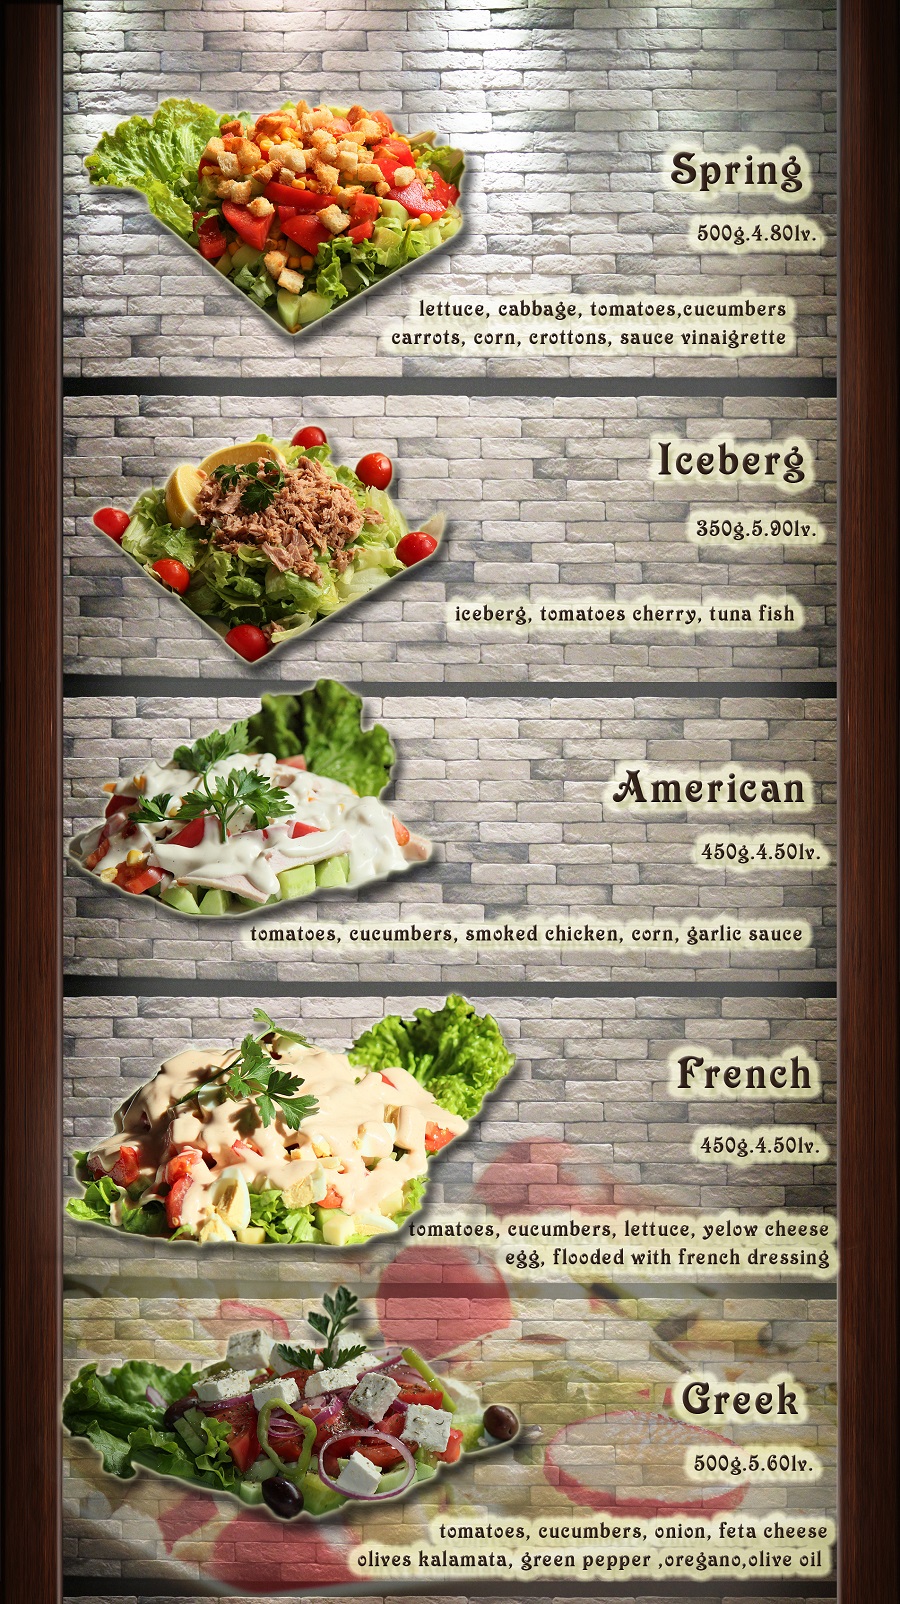 Spring
500g.4.80lv.
lettuce, cabbage, tomatoes,cucumbers
carrots, corn, crottons, sauce vinaigrette
Iceberg
350g.5.90lv.
iceberg, tomatoes cherry, tuna fish
American
450g.4.50lv.
tomatoes, cucumbers, smoked chicken, corn, garlic sauce
French
450g.4.50lv.
tomatoes, cucumbers, lettuce, yelow cheese
egg, flooded with french dressing
Greek
500g.5.60lv.
tomatoes, cucumbers, onion, feta cheese
olives kalamata, green pepper ,oregano,olive oil